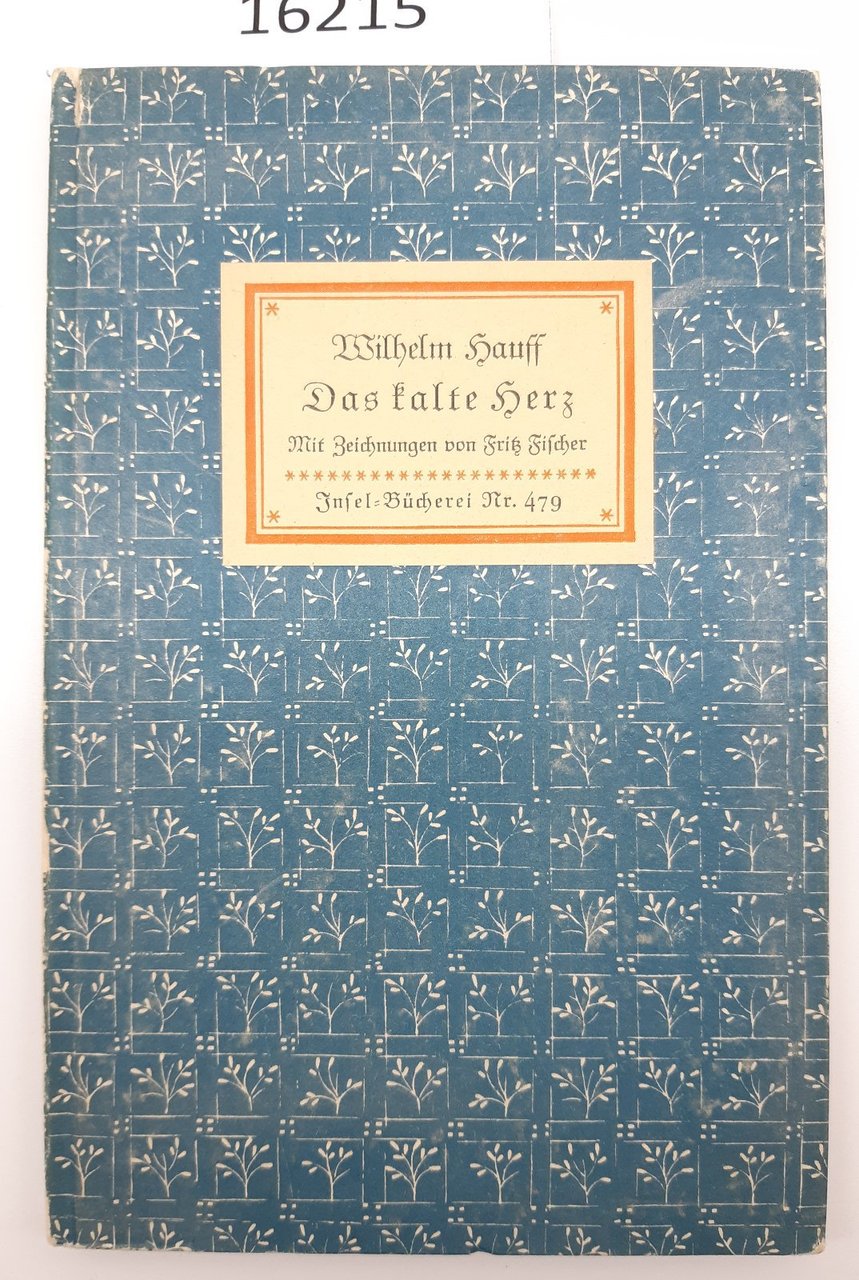 16215
Wilhelm Hauff
Das kalte Herz
Mit Zeichnungen von Fritz Fischer
Insel-Bücherei Nr. 479